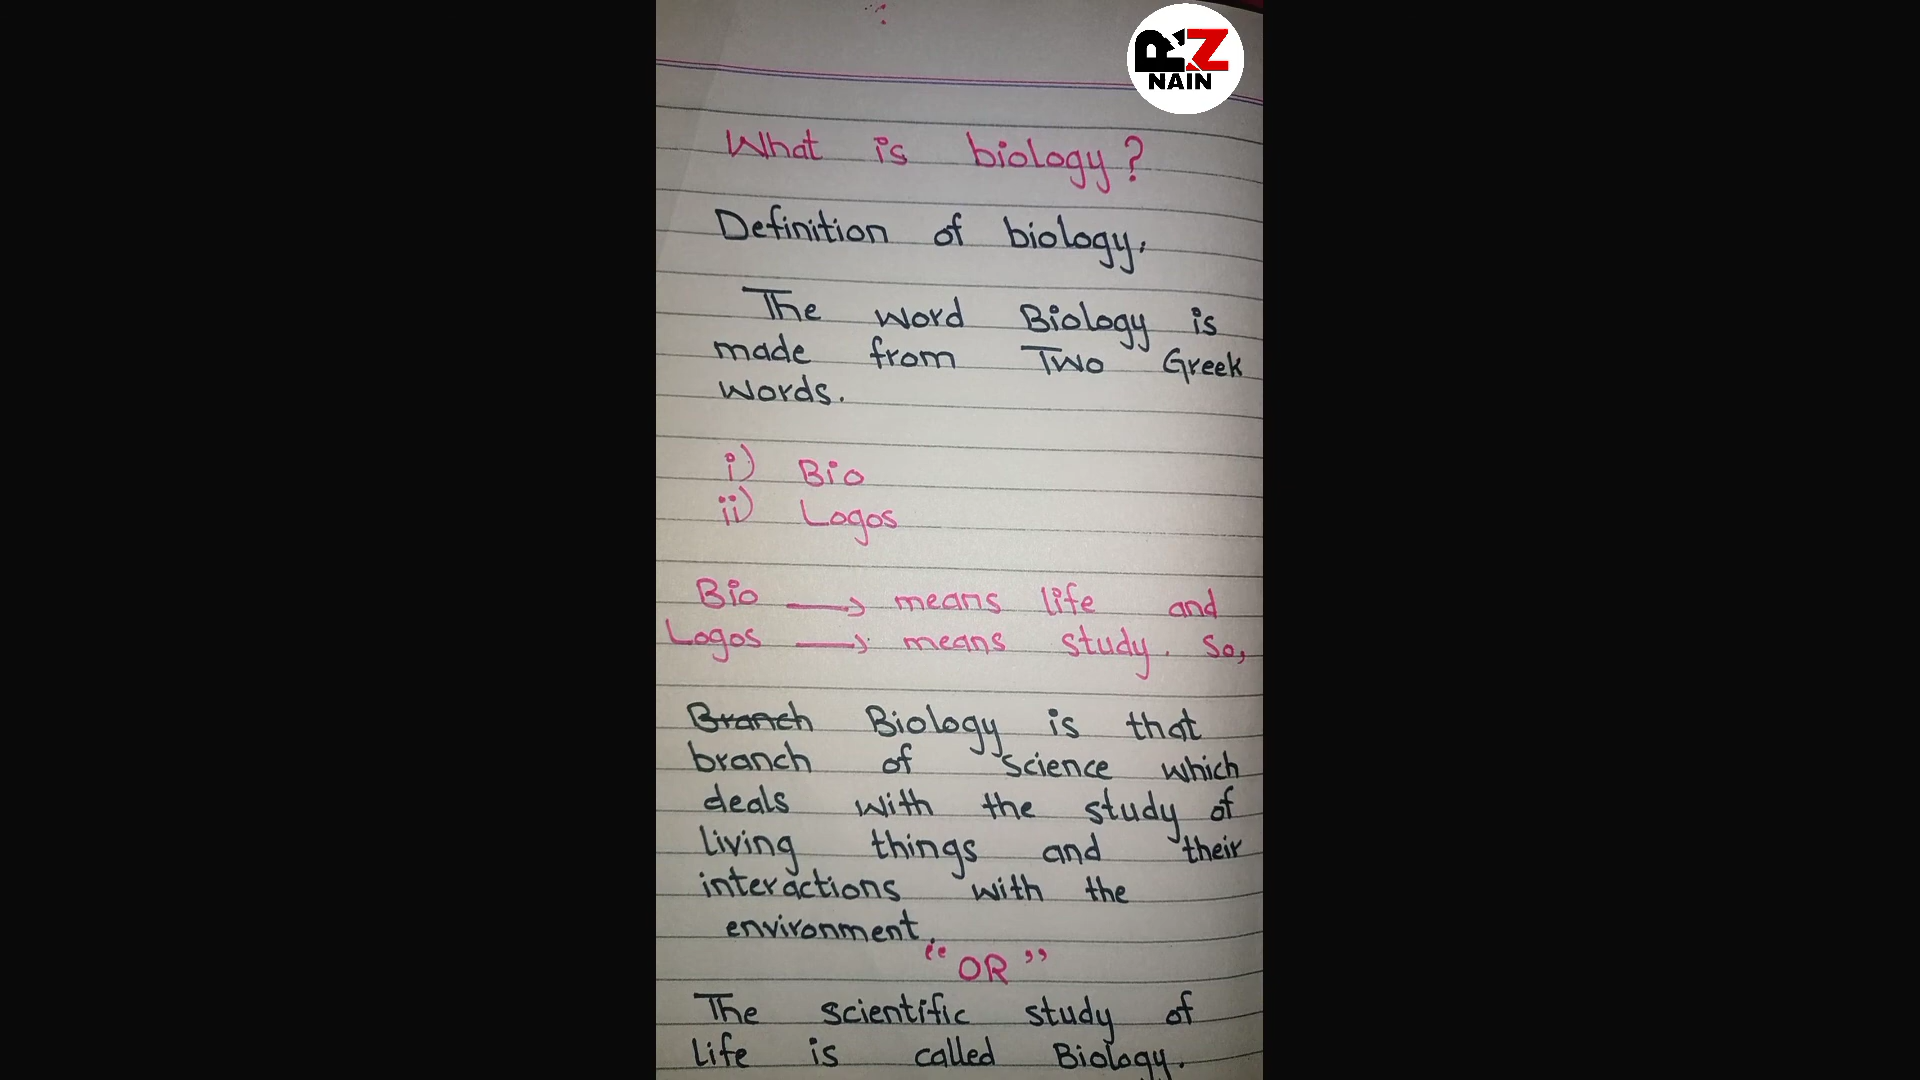 RZ
NAIN
What is biology?
Definition of biology.
The word Biology is
made from Two Greek
words.
i) Bio
ii) Logos
Bio → means life and
Logos → means study. So,
Branch Biology is that
branch of science which
deals with the study of
living things and their
interactions with the
environment.
"OR"
The scientific study of
life is called Biology.